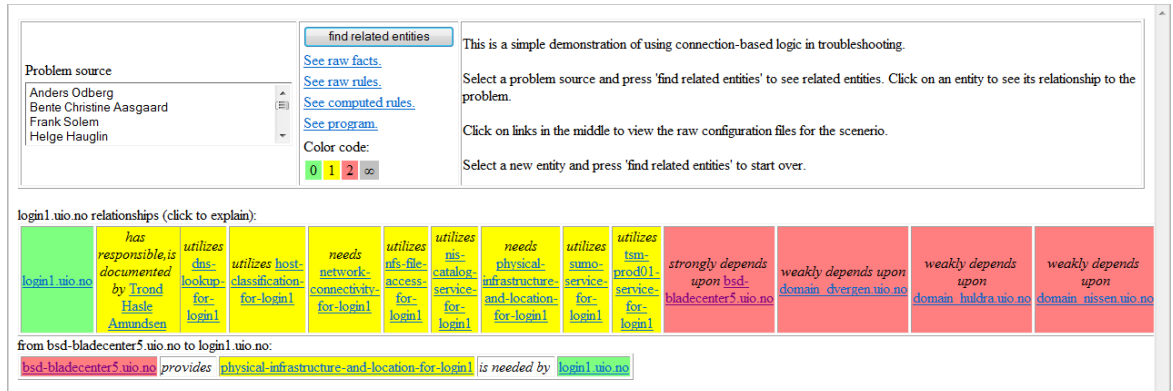 Problem source
Anders Odberg
Bente Christine Aasgaard
Frank Solem
Helge Hauglin
find related entities
See raw facts.
See raw rules.
See computed rules.
See program.
Color code:
0 1 2 ∞
This is a simple demonstration of using connection-based logic in troubleshooting.
Select a problem source and press 'find related entities' to see related entities. Click on an entity to see its relationship to the
problem.
Click on links in the middle to view the raw configuration files for the scenerio.
Select a new entity and press 'find related entities' to start over.
login1.uio.no relationships (click to explain):
login1.uio.no
has
responsible,is
documented
by Trond
Hasle
Amundsen
utilizes
dns-
lookup-
for-
login1
utilizes host-
classification-
for-login1
needs
network-
connectivity-
for-login1
utilizes
nfs-file-
access-
for-
login1
utilizes
nis-
catalog-
service-
for-
login1
needs
physical-
infrastructure-
and-location-
for-login1
utilizes
sumo-
service-
for-
login1
utilizes
tsm-
prod01-
service-
for-
login1
strongly depends
upon bsd-
bladecenter5.uio.no
weakly depends upon
domain_dvergen.uio.no
weakly depends
upon
domain_huldra.uio.no
weakly depends
upon
domain_nissen.uio.no
from bsd-bladecenter5.uio.no to login1.uio.no:
bsd-bladecenter5.uio.no provides physical-infrastructure-and-location-for-login1 is needed by login1.uio.no